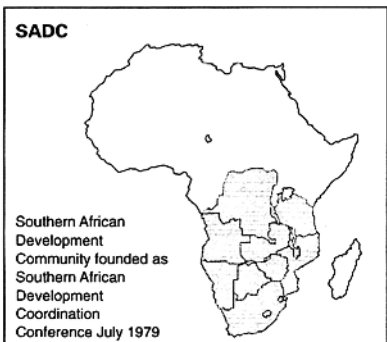 SADC
Southern African
Development
Community founded as
Southern African
Development
Coordination
Conference July 1979